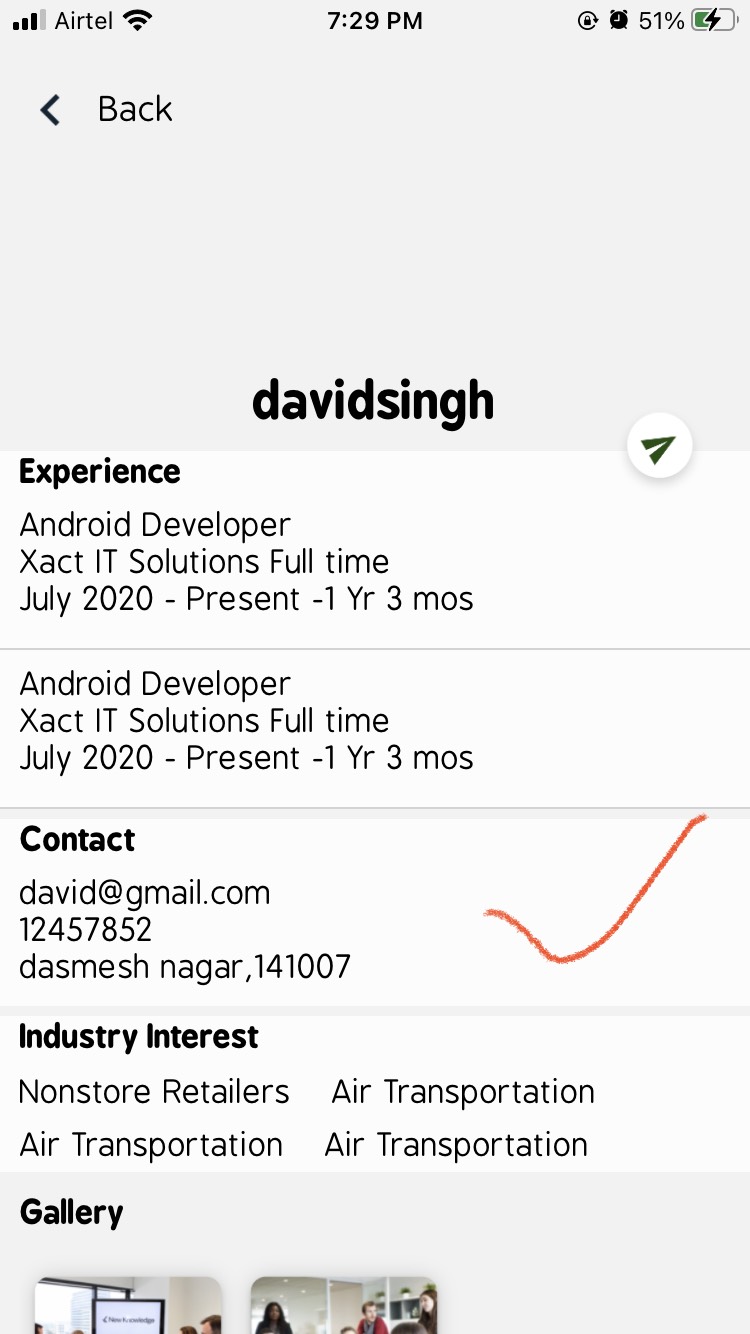 Airtel 7:29 PM 51%
Back
davidsingh
Experience
Android Developer
Xact IT Solutions Full time
July 2020 - Present -1 Yr 3 mos
Android Developer
Xact IT Solutions Full time
July 2020 - Present -1 Yr 3 mos
Contact
david@gmail.com
12457852
dasmesh nagar,141007
Industry Interest
Nonstore Retailers Air Transportation
Air Transportation Air Transportation
Gallery
New Knowledge